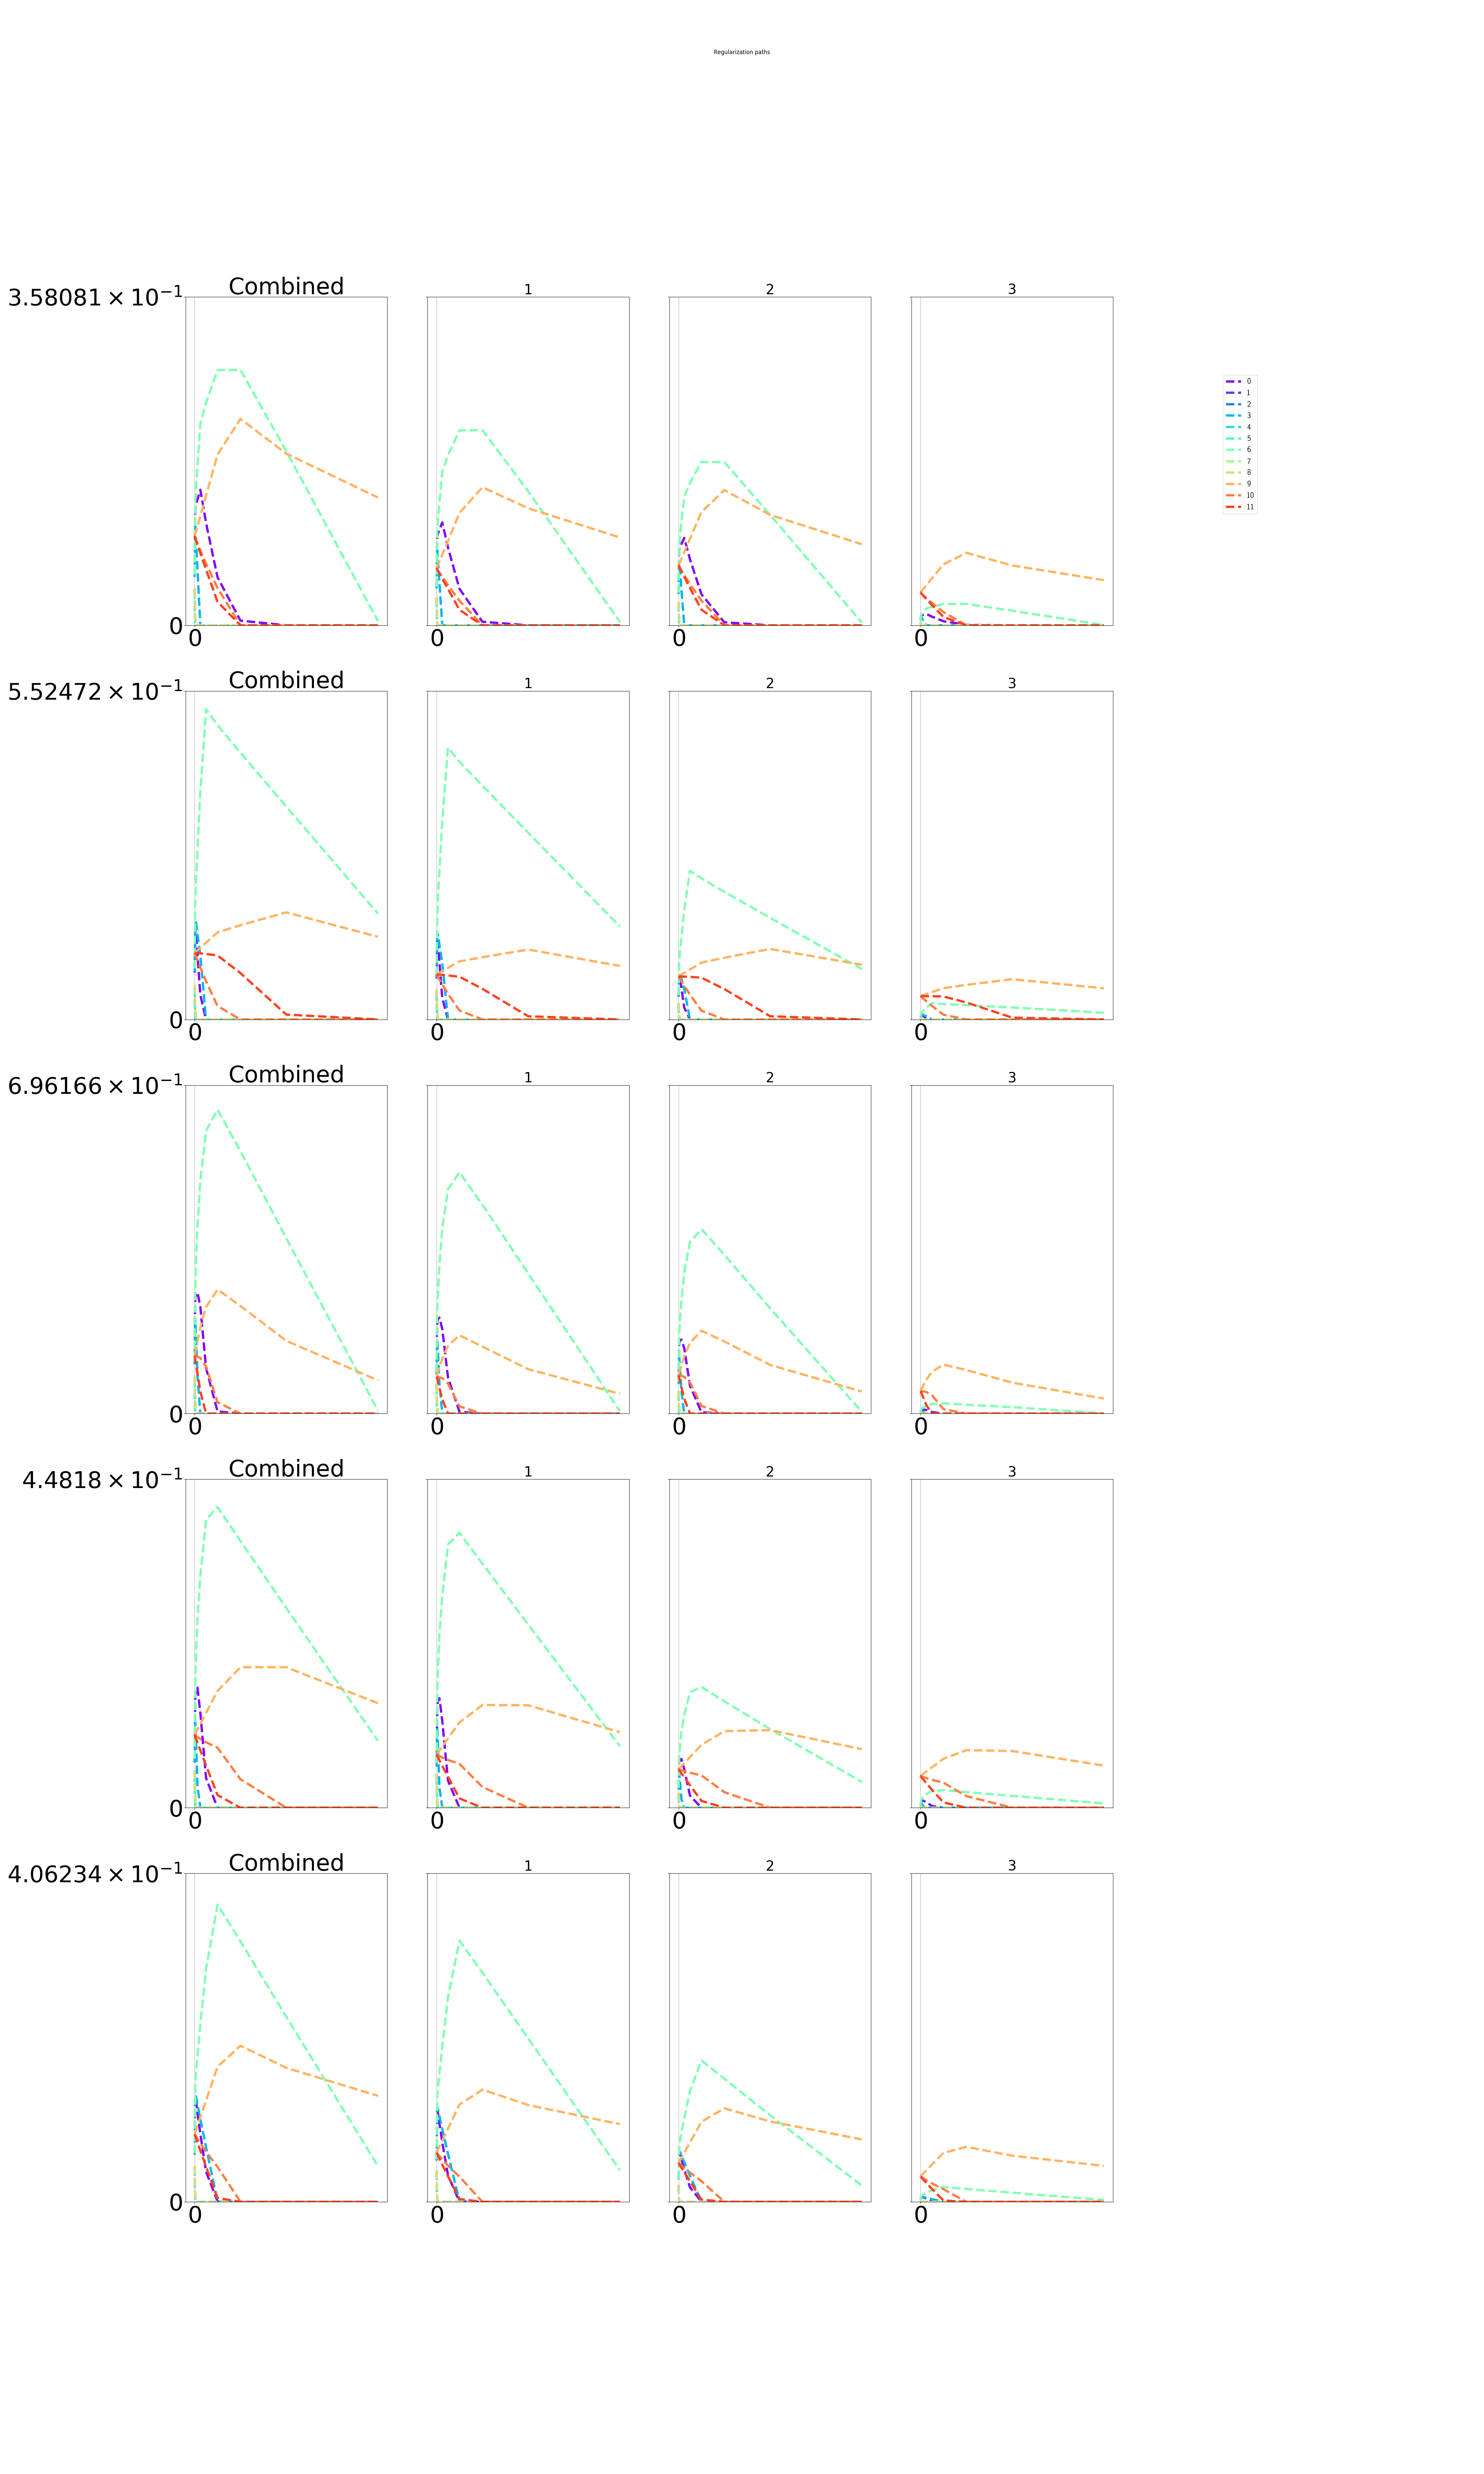 Regularization paths
Combined 1 2 3
3.58081 × 10⁻¹
0
0 0 0 0
0
1
2
3
4
5
6
7
8
9
10
11
Combined 1 2 3
5.52472 × 10⁻¹
0
0 0 0 0
Combined 1 2 3
6.96166 × 10⁻¹
0
0 0 0 0
Combined 1 2 3
4.4818 × 10⁻¹
0
0 0 0 0
Combined 1 2 3
4.06234 × 10⁻¹
0
0 0 0 0